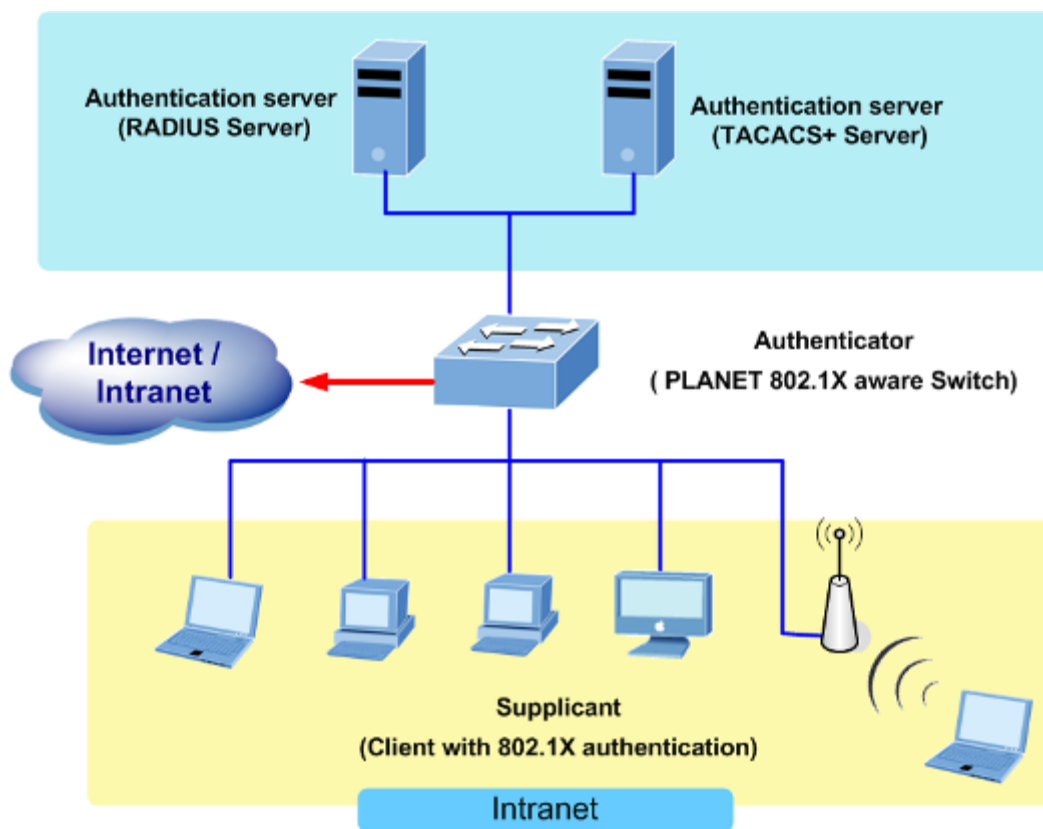 Authentication server
(RADIUS Server)
Authentication server
(TACACS+ Server)
Internet /
Intranet
Authenticator
( PLANET 802.1X aware Switch)
Supplicant
(Client with 802.1X authentication)
Intranet